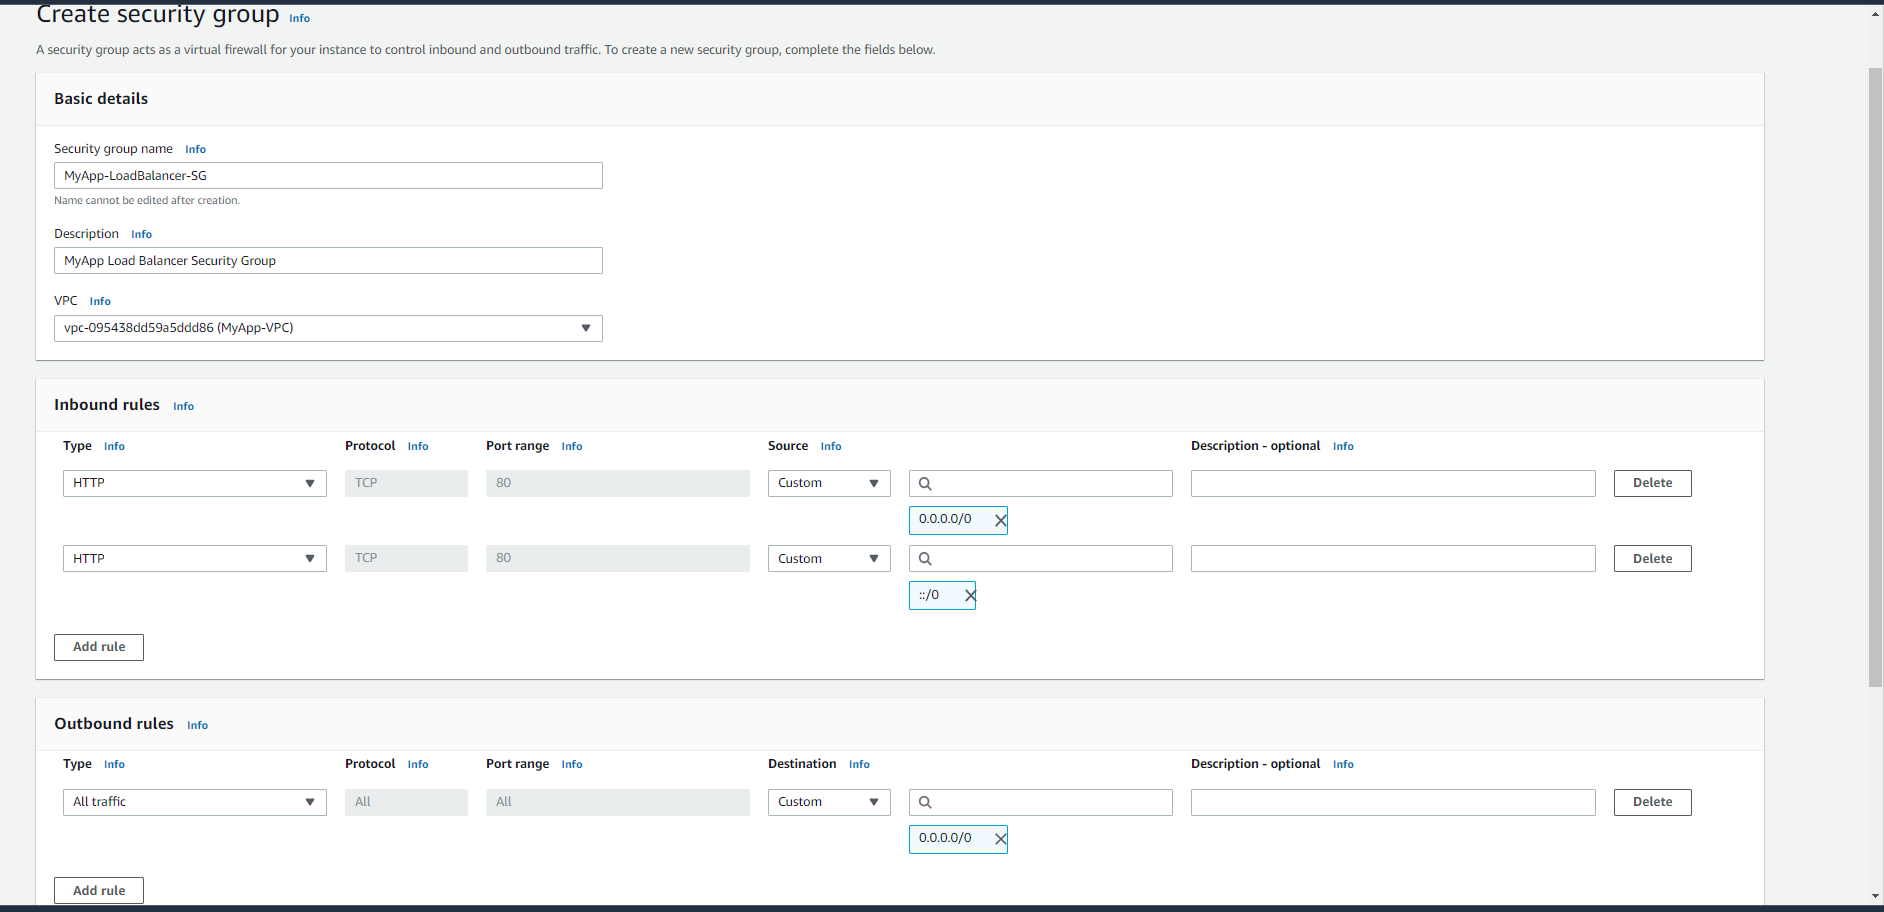 Create security group Info
A security group acts as a virtual firewall for your instance to control inbound and outbound traffic. To create a new security group, complete the fields below.
Basic details
Security group name Info
MyApp-LoadBalancer-SG
Name cannot be edited after creation.
Description Info
MyApp Load Balancer Security Group
VPC Info
vpc-095438dd59a5ddd86 (MyApp-VPC)
Inbound rules Info
Type Info Protocol Info Port range Info Source Info Description - optional Info
HTTP TCP 80 Custom Delete
0.0.0.0/0
HTTP TCP 80 Custom Delete
::/0
Add rule
Outbound rules Info
Type Info Protocol Info Port range Info Destination Info Description - optional Info
All traffic All All Custom Delete
0.0.0.0/0
Add rule